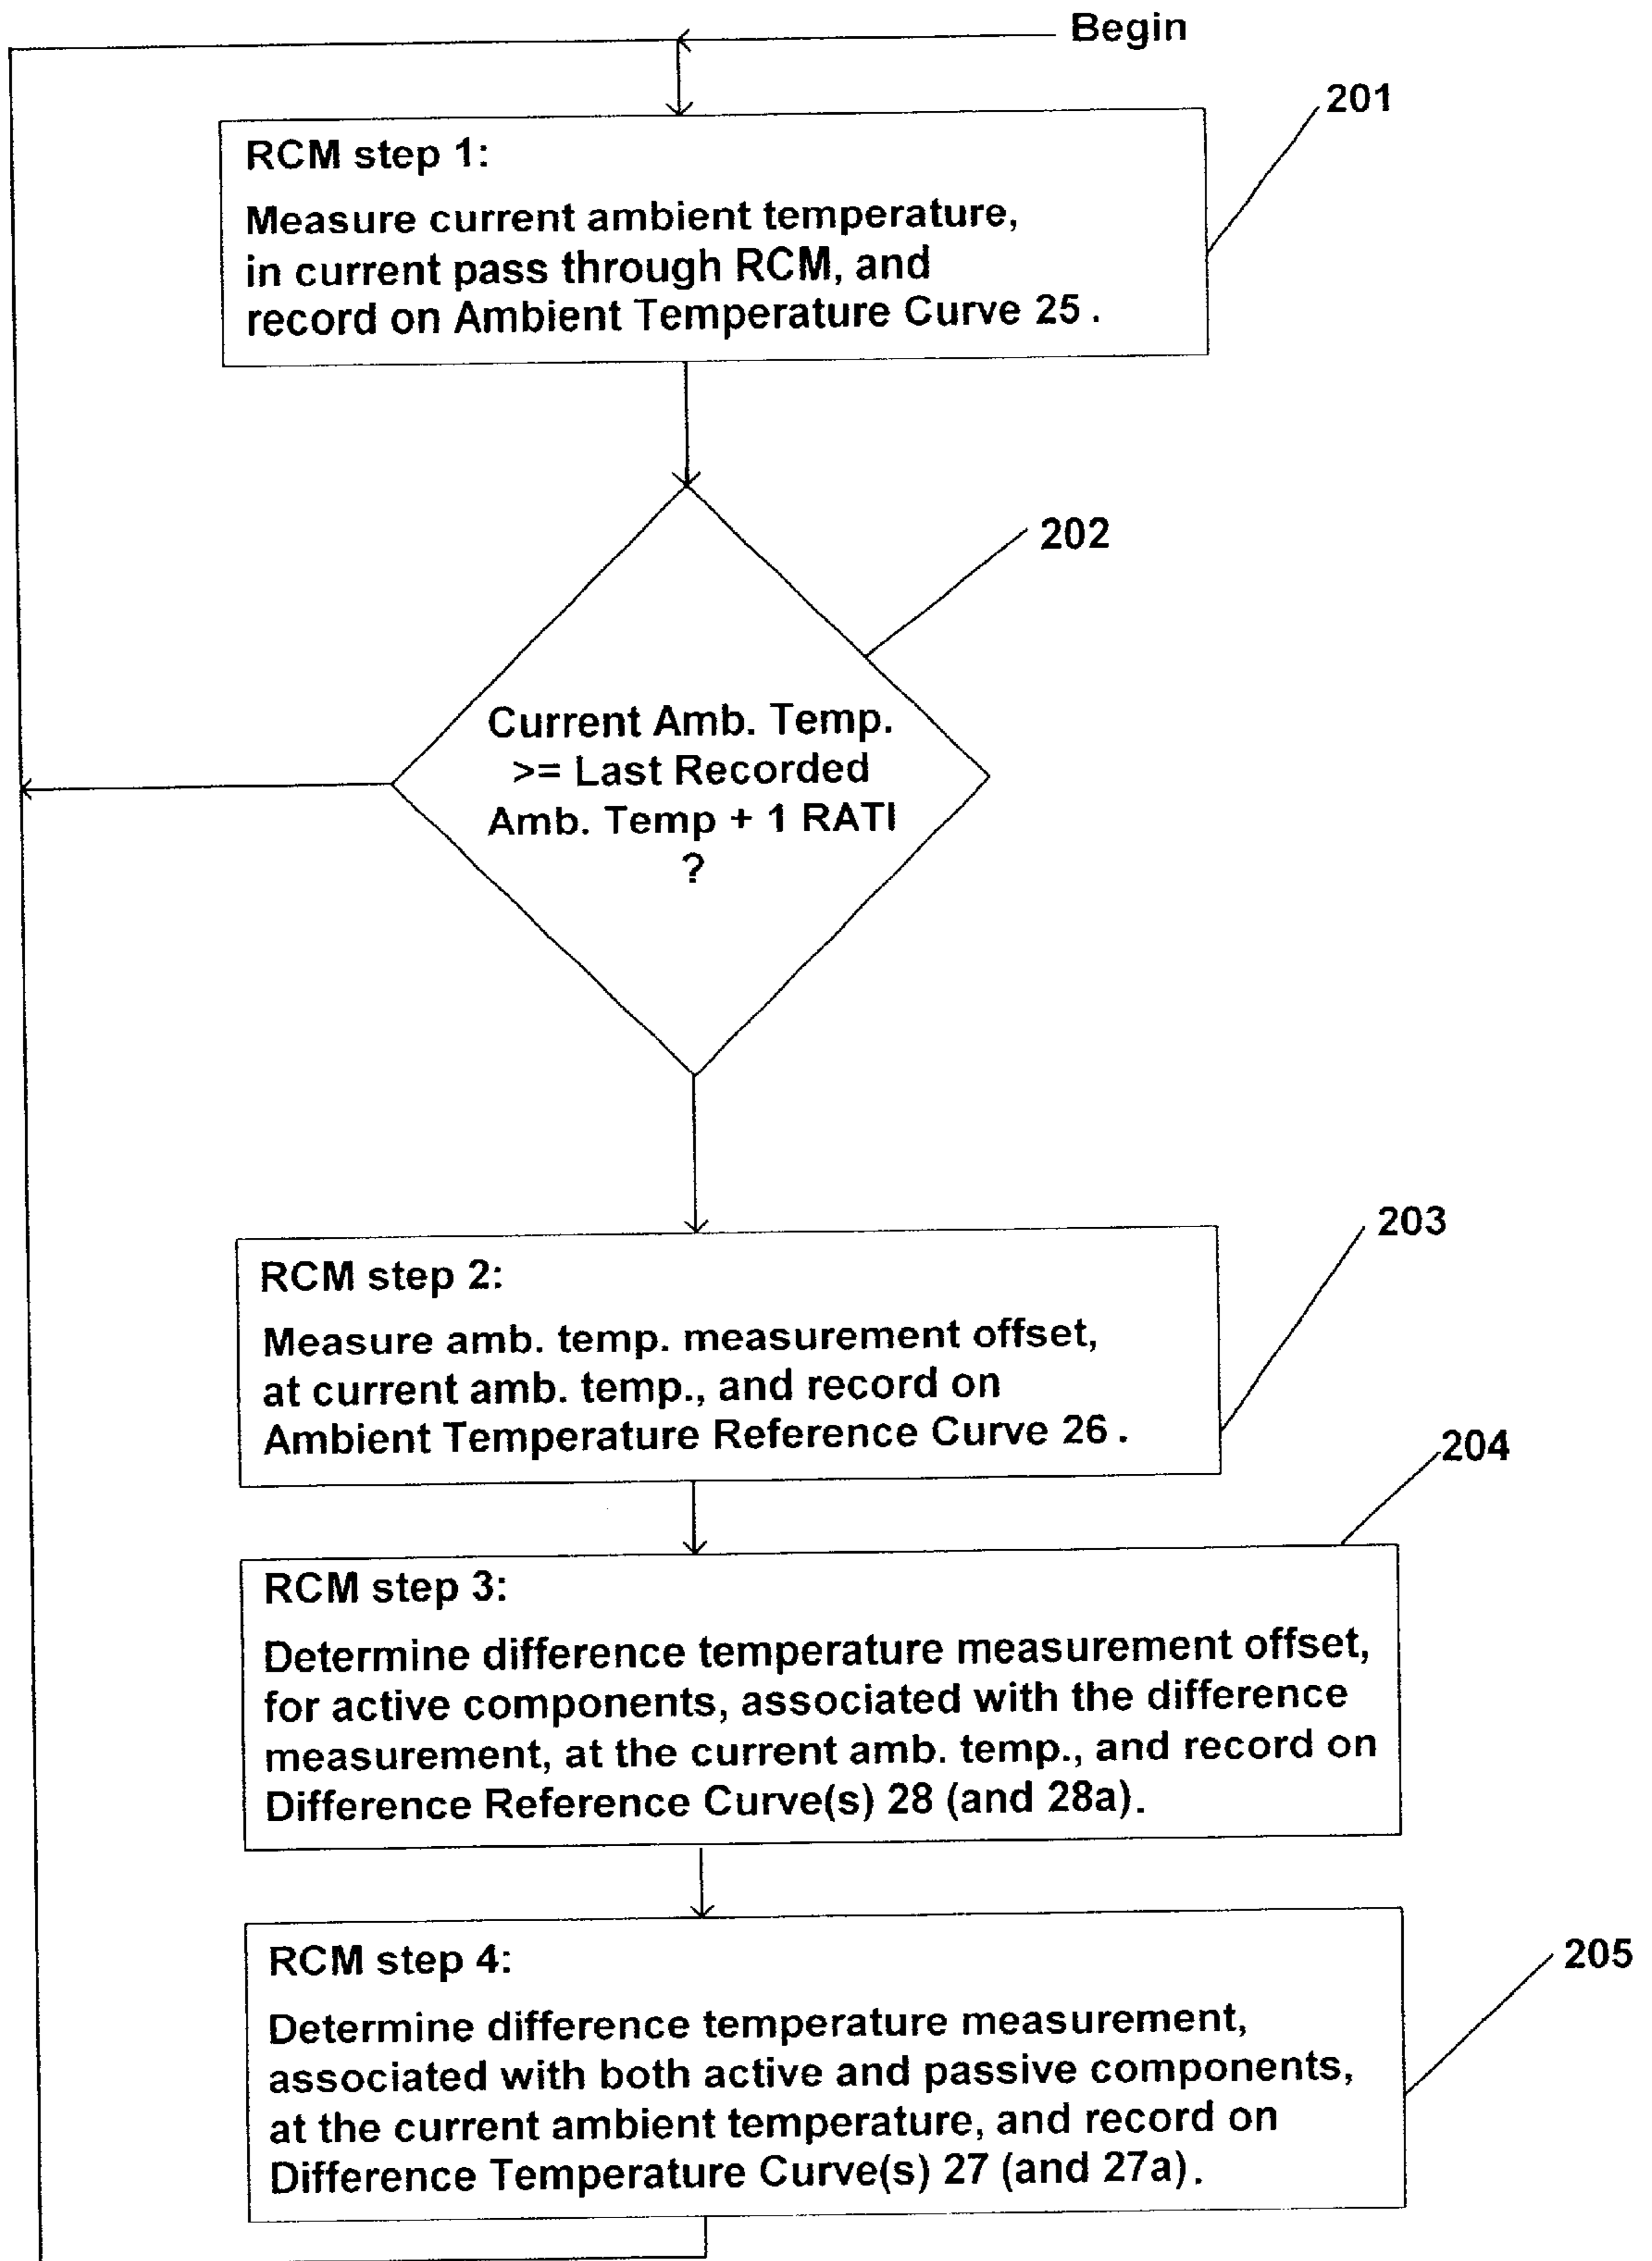 Begin
201
RCM step 1:
Measure current ambient temperature,
in current pass through RCM, and
record on Ambient Temperature Curve 25 .
202
Current Amb. Temp.
>= Last Recorded
Amb. Temp + 1 RATI
?
203
RCM step 2:
Measure amb. temp. measurement offset,
at current amb. temp., and record on
Ambient Temperature Reference Curve 26 .
204
RCM step 3:
Determine difference temperature measurement offset,
for active components, associated with the difference
measurement, at the current amb. temp., and record on
Difference Reference Curve(s) 28 (and 28a).
205
RCM step 4:
Determine difference temperature measurement,
associated with both active and passive components,
at the current ambient temperature, and record on
Difference Temperature Curve(s) 27 (and 27a).